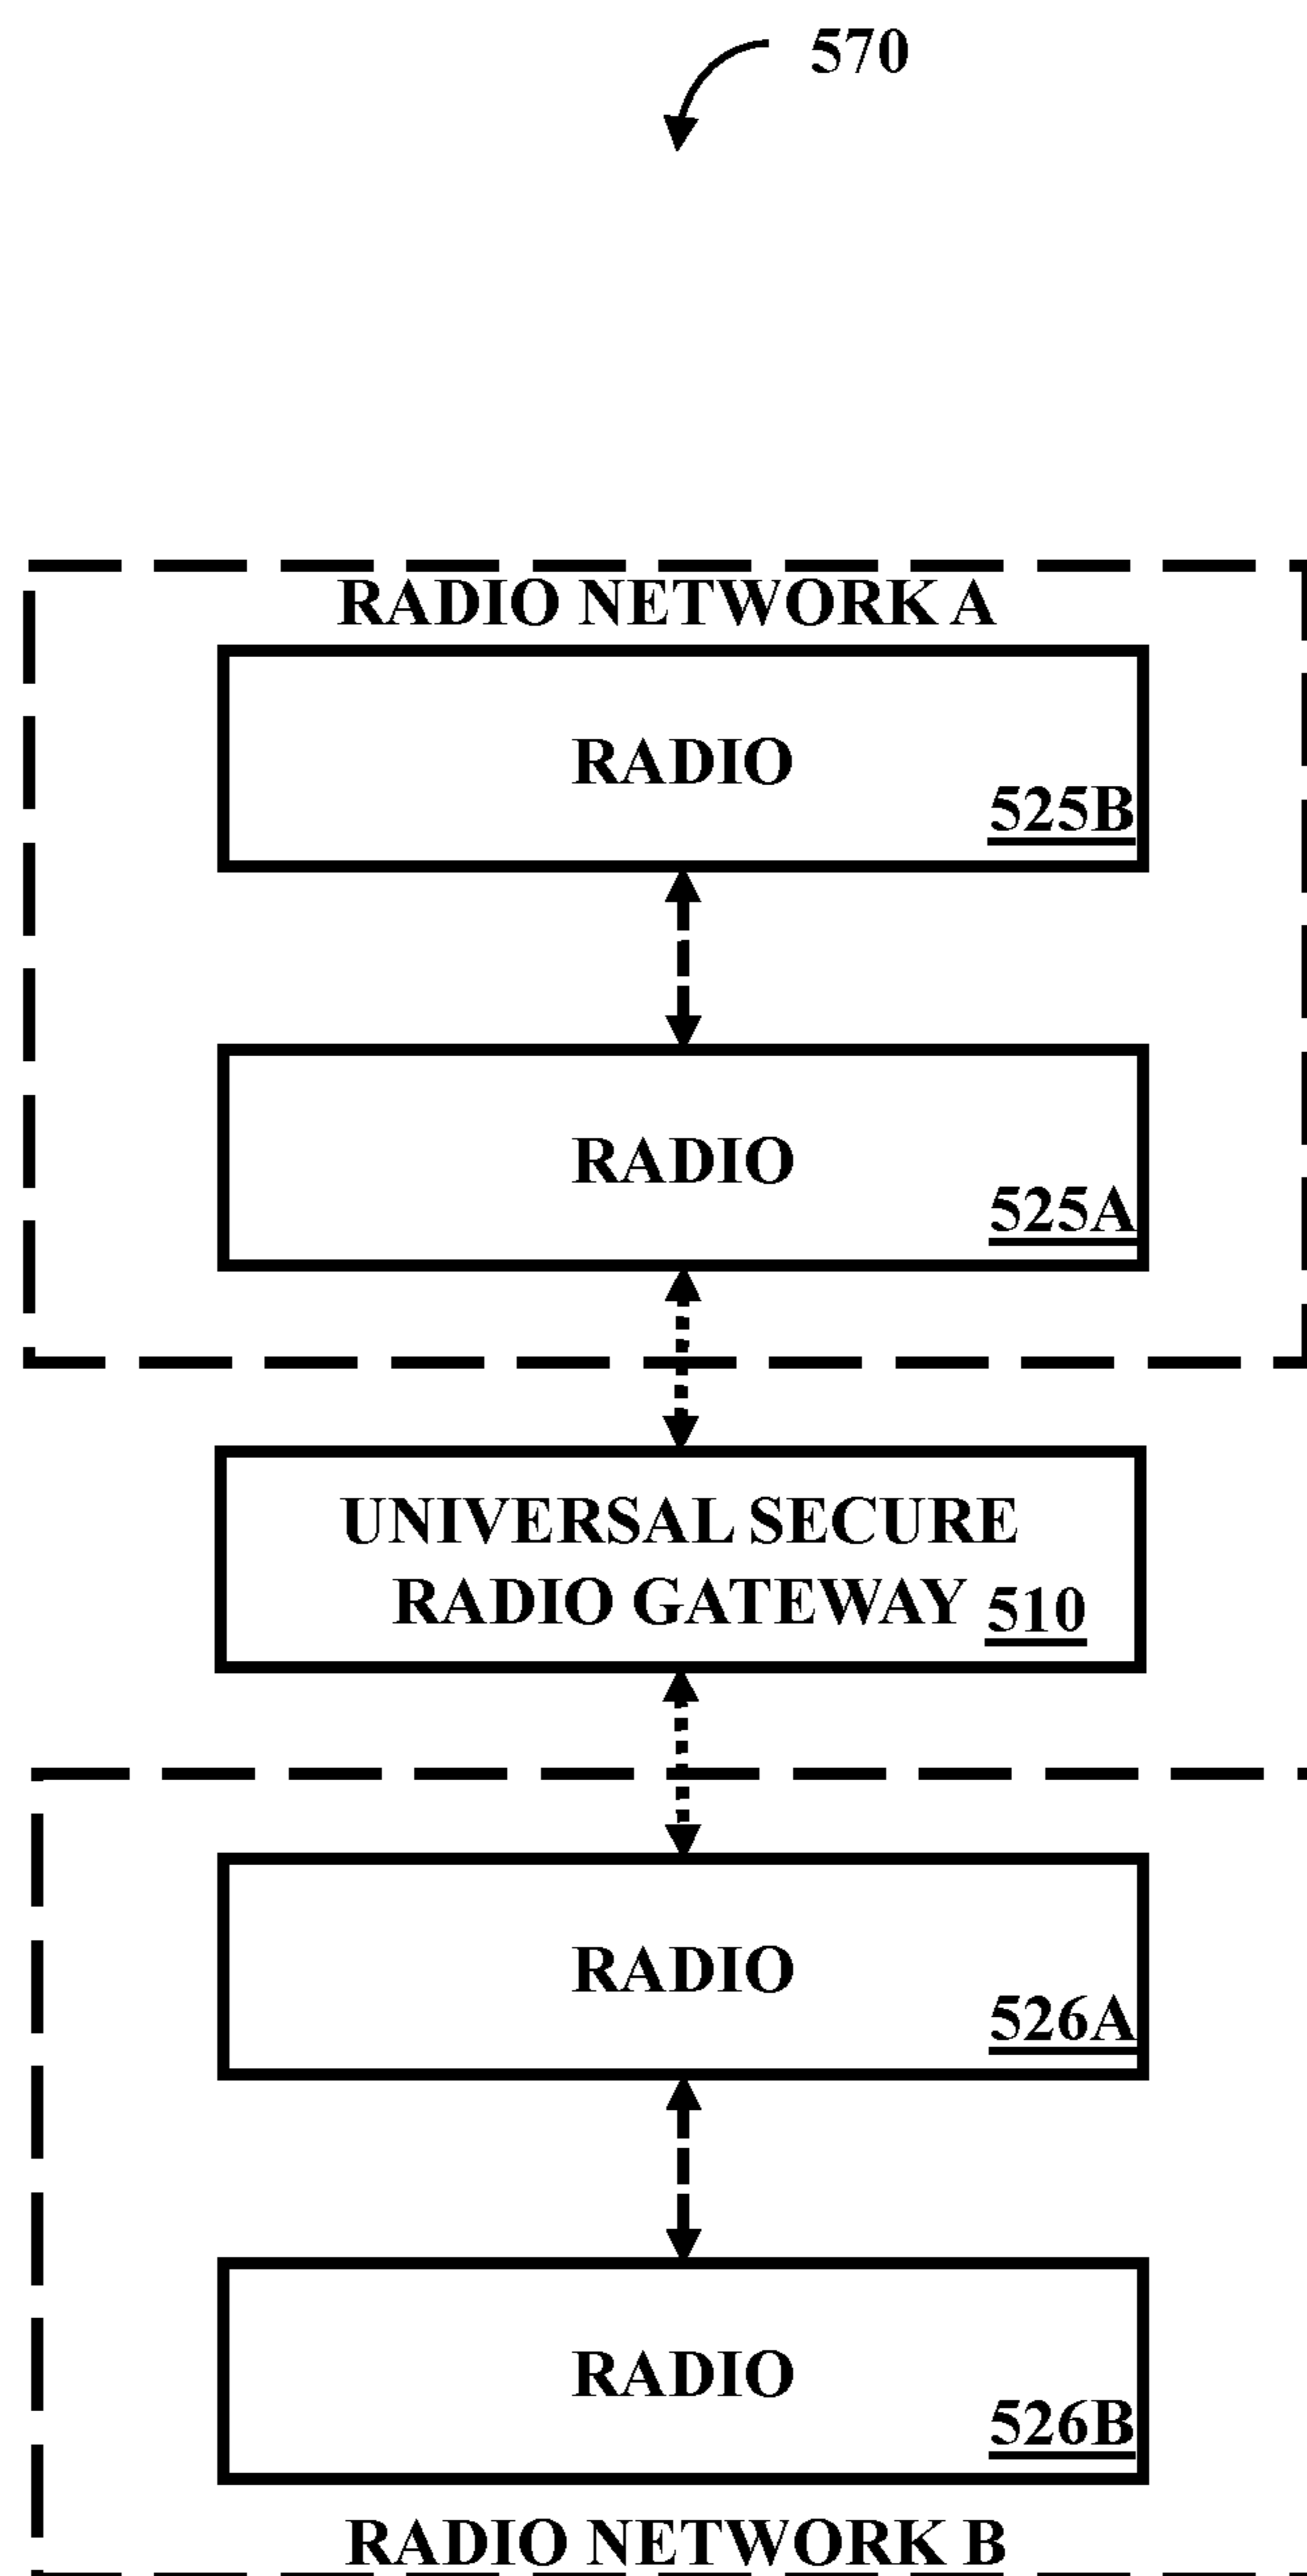 570
RADIO NETWORK A
RADIO
525B
RADIO
525A
UNIVERSAL SECURE
RADIO GATEWAY 510
RADIO
526A
RADIO
526B
RADIO NETWORK B